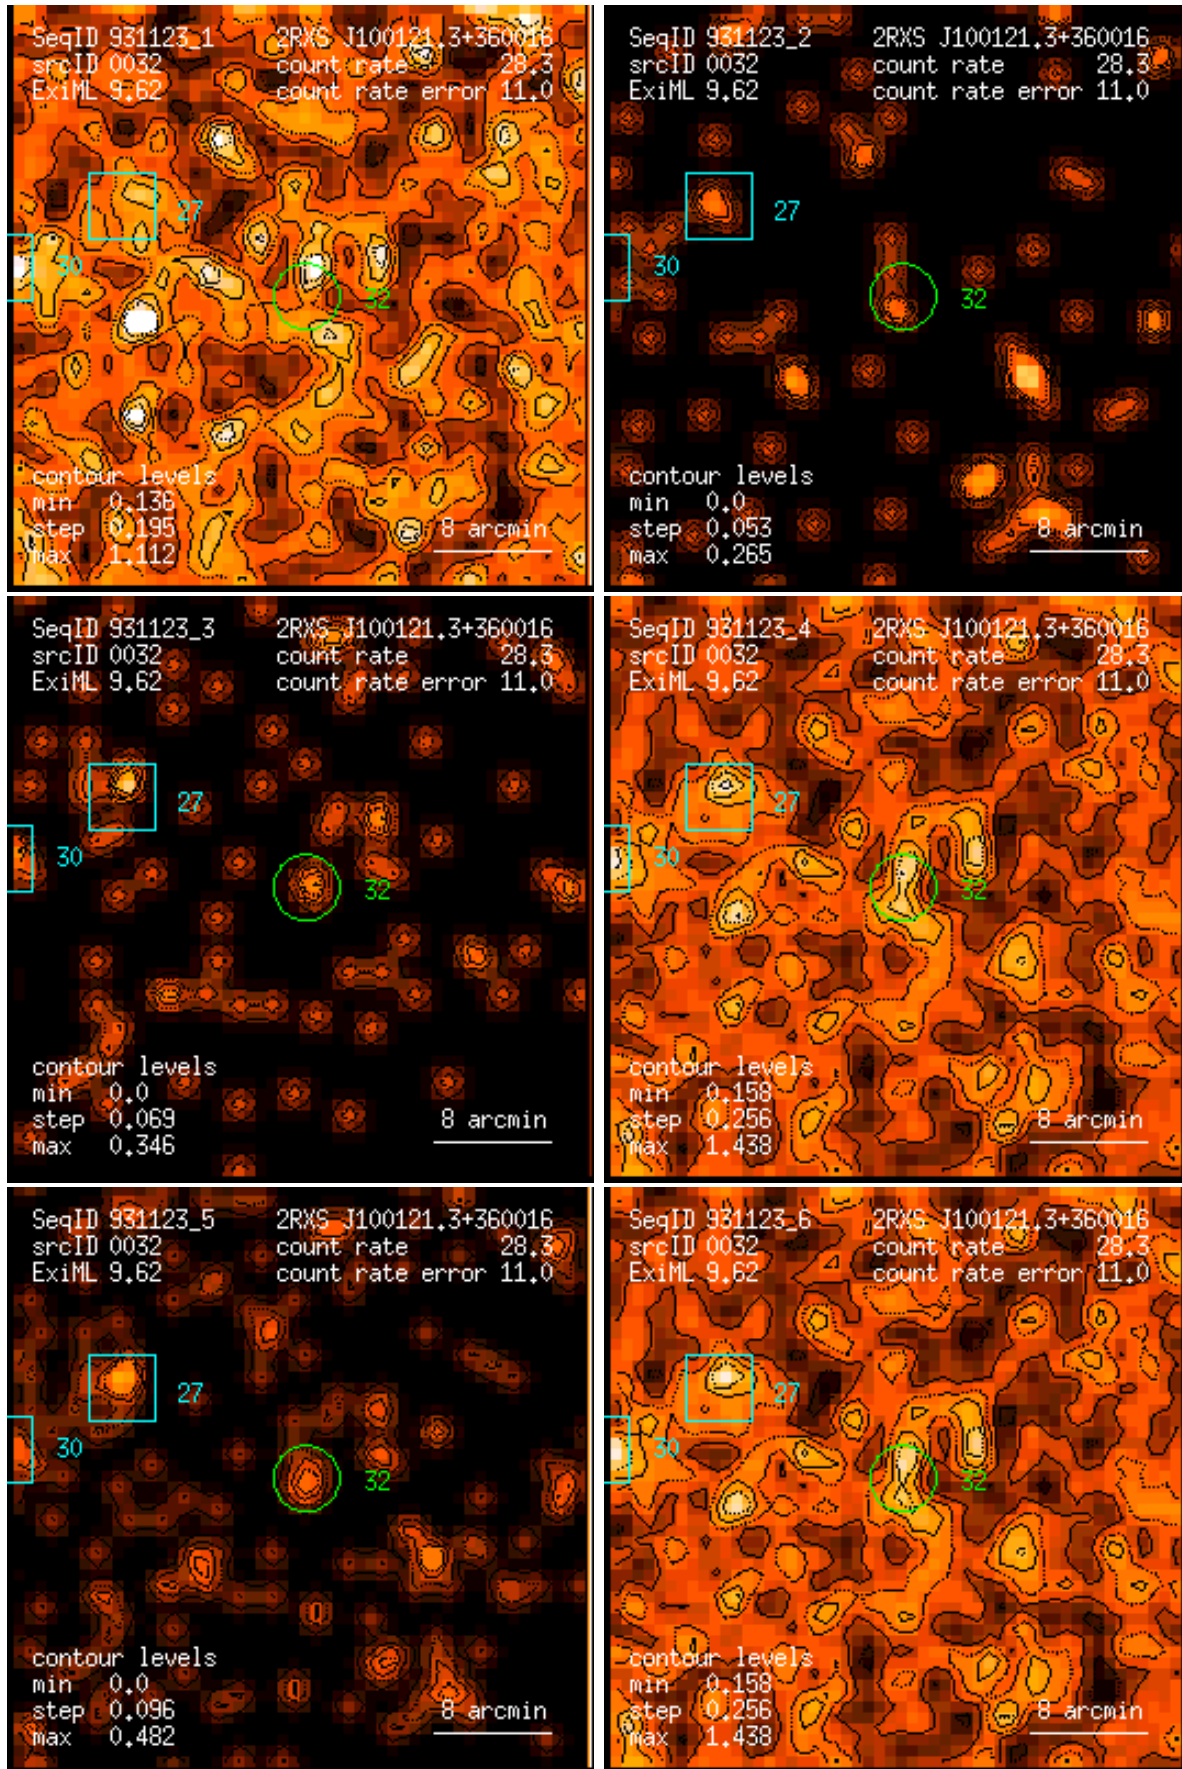 SeqID 931123_1 2RXS J100121.3+360016
srcID 0032 count rate 28.3
ExiML 9.62 count rate error 11.0
27
30
32
contour levels
min 0.136
step 0.195 8 arcmin
max 1.112
SeqID 931123_2 2RXS J100121.3+360016
srcID 0032 count rate 28.3
ExiML 9.62 count rate error 11.0
27
30
32
contour levels
min 0.0
step 0.053 8 arcmin
max 0.265
SeqID 931123_3 2RXS J100121.3+360016
srcID 0032 count rate 28.3
ExiML 9.62 count rate error 11.0
27
30
32
contour levels
min 0.0
step 0.069 8 arcmin
max 0.346
SeqID 931123_4 2RXS J100121.3+360016
srcID 0032 count rate 28.3
ExiML 9.62 count rate error 11.0
27
30
32
contour levels
min 0.158
step 0.256 8 arcmin
max 1.438
SeqID 931123_5 2RXS J100121.3+360016
srcID 0032 count rate 28.3
ExiML 9.62 count rate error 11.0
27
30
32
contour levels
min 0.0
step 0.096 8 arcmin
max 0.482
SeqID 931123_6 2RXS J100121.3+360016
srcID 0032 count rate 28.3
ExiML 9.62 count rate error 11.0
27
30
32
contour levels
min 0.158
step 0.256 8 arcmin
max 1.438